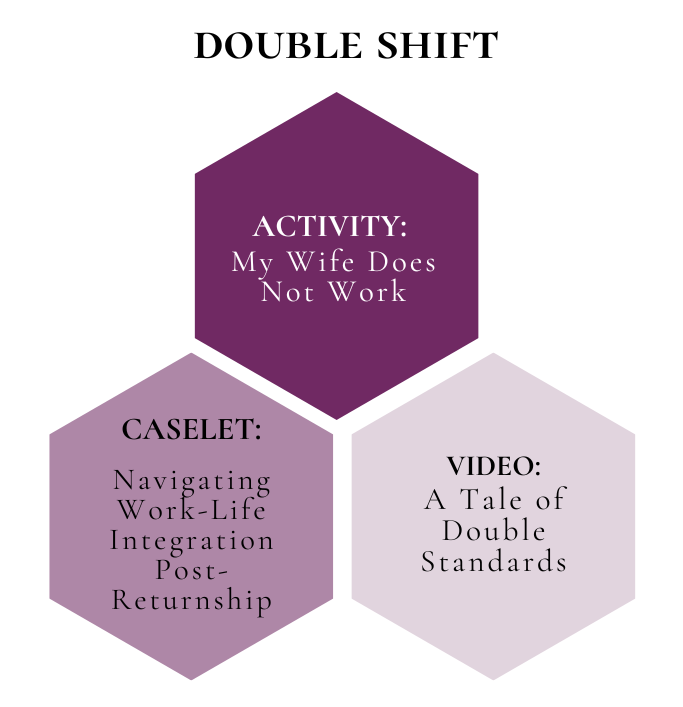 DOUBLE SHIFT
ACTIVITY:
My Wife Does
Not Work
CASELET:
Navigating
Work-Life
Integration
Post-
Returnship
VIDEO:
A Tale of
Double
Standards